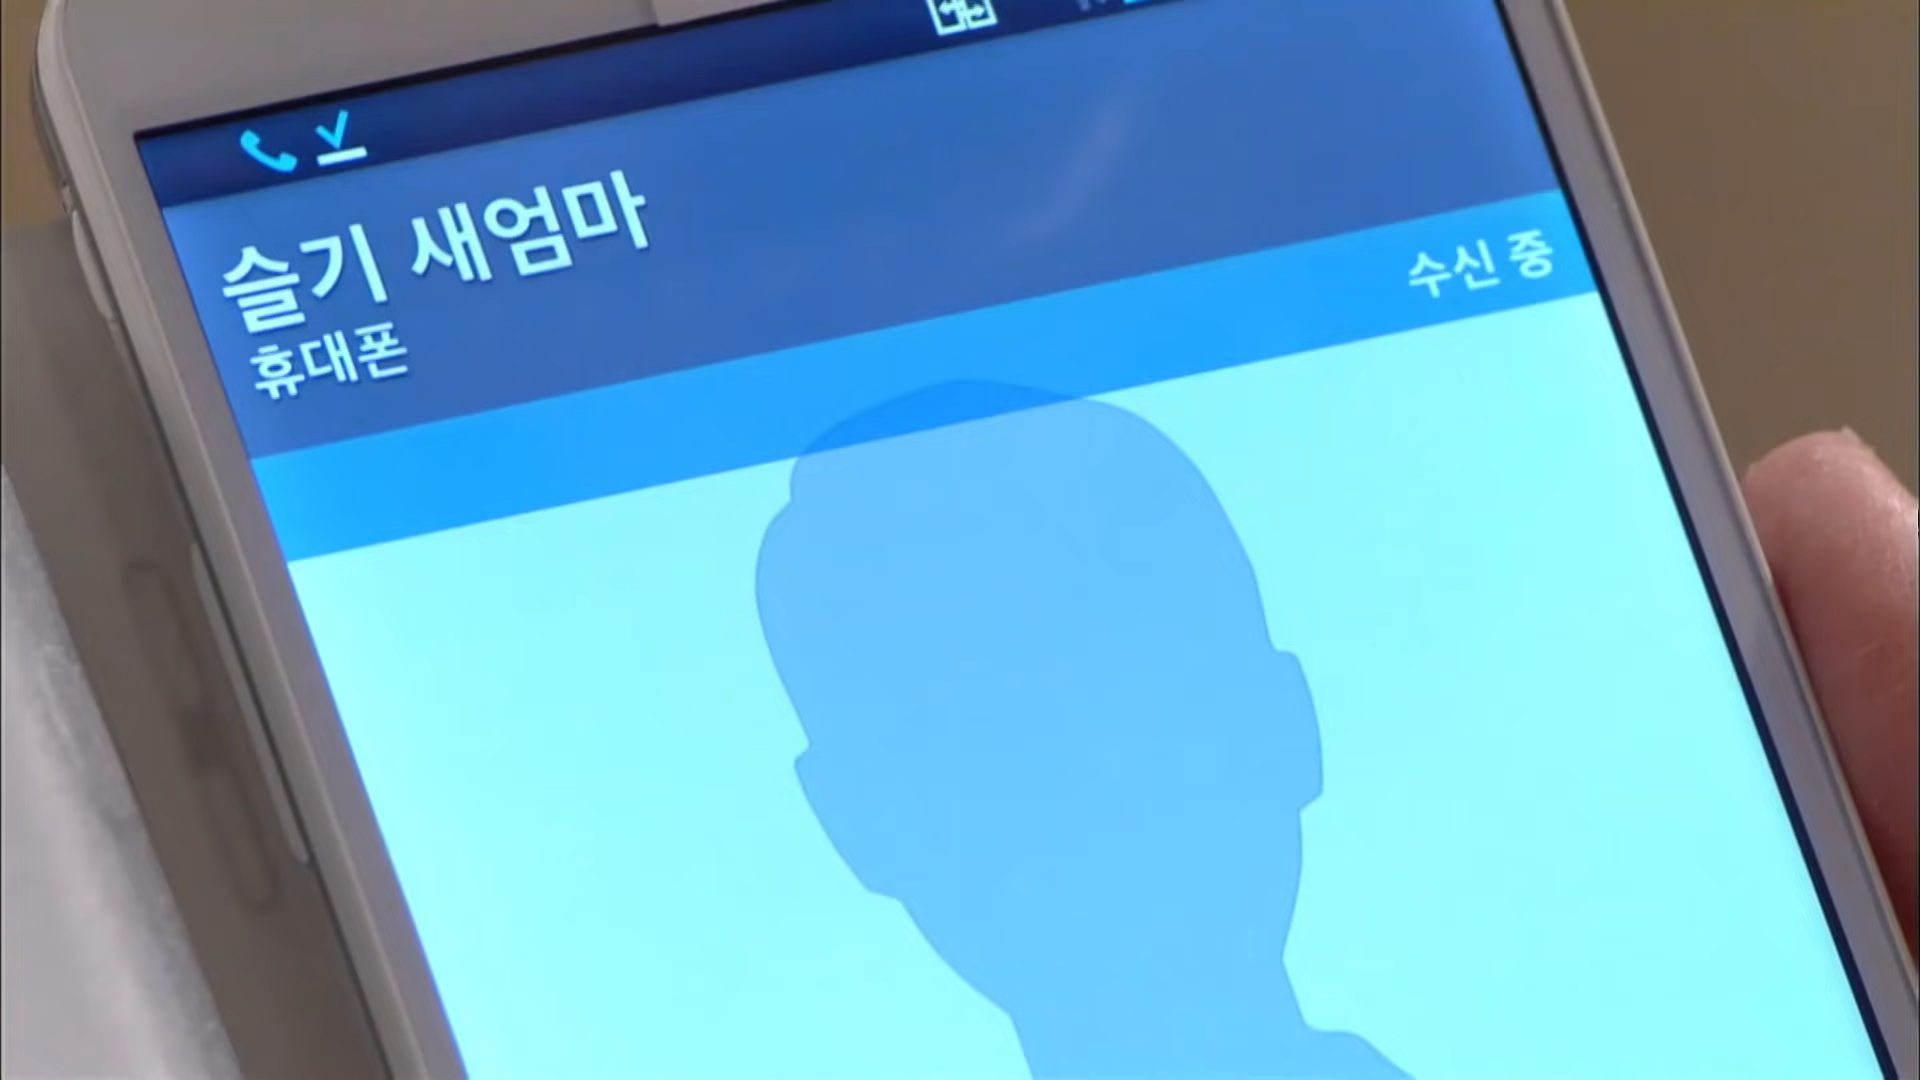 슬기 새엄마
휴대폰
수신 중